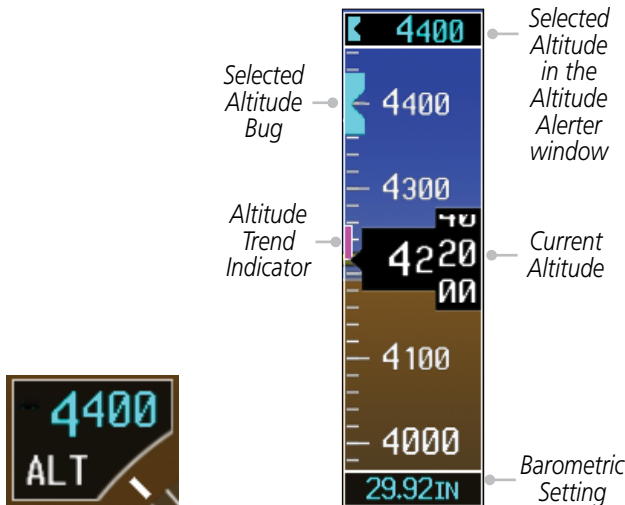 4400
Selected
Altitude
in the
Altitude
Alerter
window
Selected
Altitude
Bug
4400
4300
Altitude
Trend
Indicator
40
4220
00
Current
Altitude
4100
4000
29.92IN
Barometric
Setting
4400
ALT